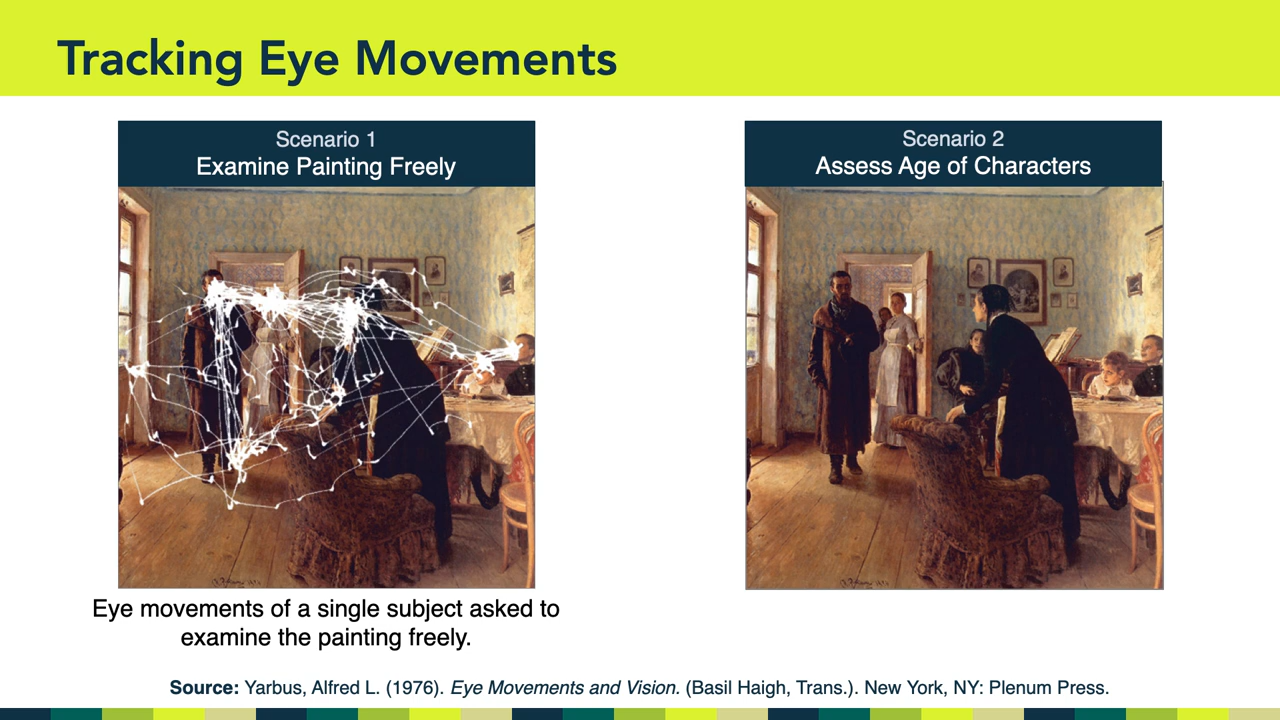 Tracking Eye Movements
Scenario 1
Examine Painting Freely
Scenario 2
Assess Age of Characters
Eye movements of a single subject asked to
examine the painting freely.
Source: Yarbus, Alfred L. (1976). Eye Movements and Vision. (Basil Haigh, Trans.). New York, NY: Plenum Press.